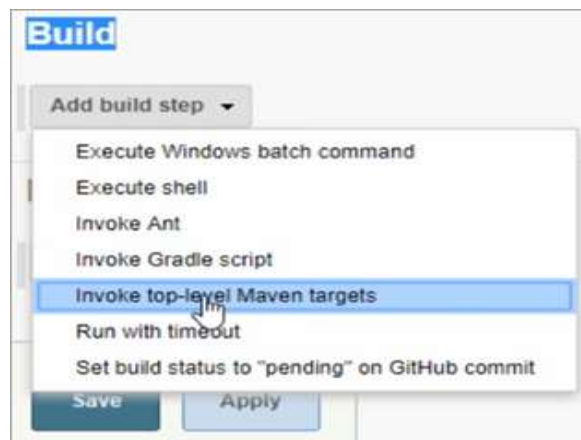 Build
Add build step
Execute Windows batch command
Execute shell
Invoke Ant
Invoke Gradle script
Invoke top-level Maven targets
Run with timeout
Set build status to "pending" on GitHub commit
Save Apply